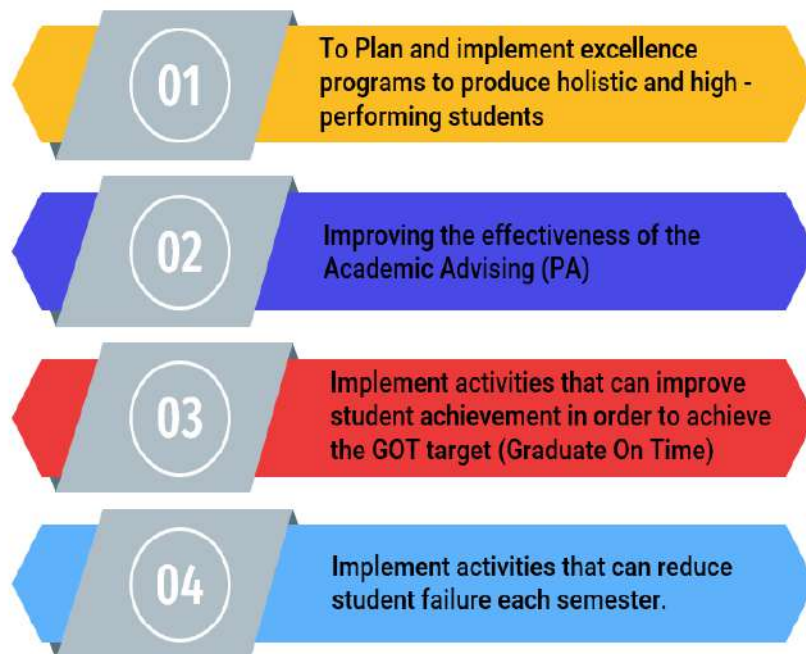 01
To Plan and implement excellence
programs to produce holistic and high -
performing students
02
Improving the effectiveness of the
Academic Advising (PA)
03
Implement activities that can improve
student achievement in order to achieve
the GOT target (Graduate On Time)
04
Implement activities that can reduce
student failure each semester.